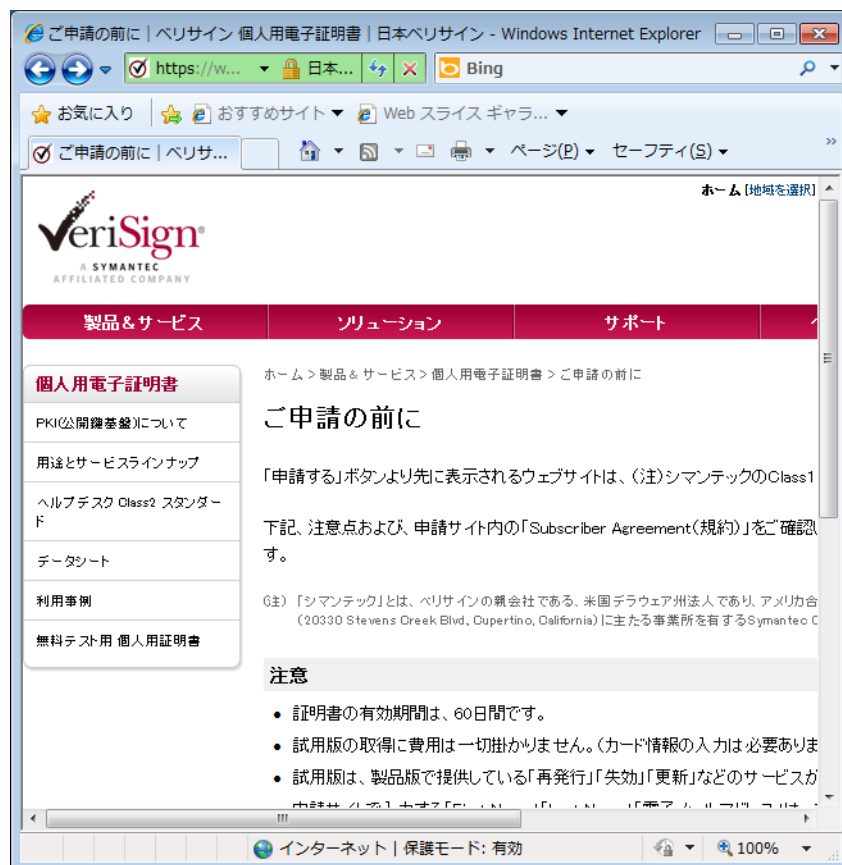 ご申請の前に｜ベリサイン 個人用電子証明書｜日本ベリサイン - Windows Internet Explorer
https://w...
日本...
Bing
お気に入り
おすすめサイト ▼
Web スライス ギャラ... ▼
ご申請の前に｜ベリサ...
ページ(P) ▼
セーフティ(S) ▼
»
ホーム [地域を選択]
VeriSign
A SYMANTEC
AFFILIATED COMPANY
製品＆サービス
ソリューション
サポート
個人用電子証明書
PKI(公開鍵基盤)について
用途とサービスラインナップ
ヘルプデスク Class2 スタンダー
ド
データシート
利用事例
無料テスト用 個人用証明書
ホーム > 製品＆サービス > 個人用電子証明書 > ご申請の前に
ご申請の前に
「申請する」ボタンより先に表示されるウェブサイトは、（注）シマンテックのClass1
下記、注意点および、申請サイト内の「Subscriber Agreement（規約）」をご確認
す。
（注） 「シマンテック」とは、ベリサインの親会社である、米国デラウェア州法人であり、アメリカ合
（20330 Stevens Creek Blvd, Cupertino, California）に主たる事業所を有するSymantec
注意
• 証明書の有効期間は、60日間です。
• 試用版の取得に費用は一切掛かりません。（カード情報の入力は必要ありま
• 試用版は、製品版で提供している「再発行」「失効」「更新」などのサービスが
インターネット | 保護モード: 有効
100%